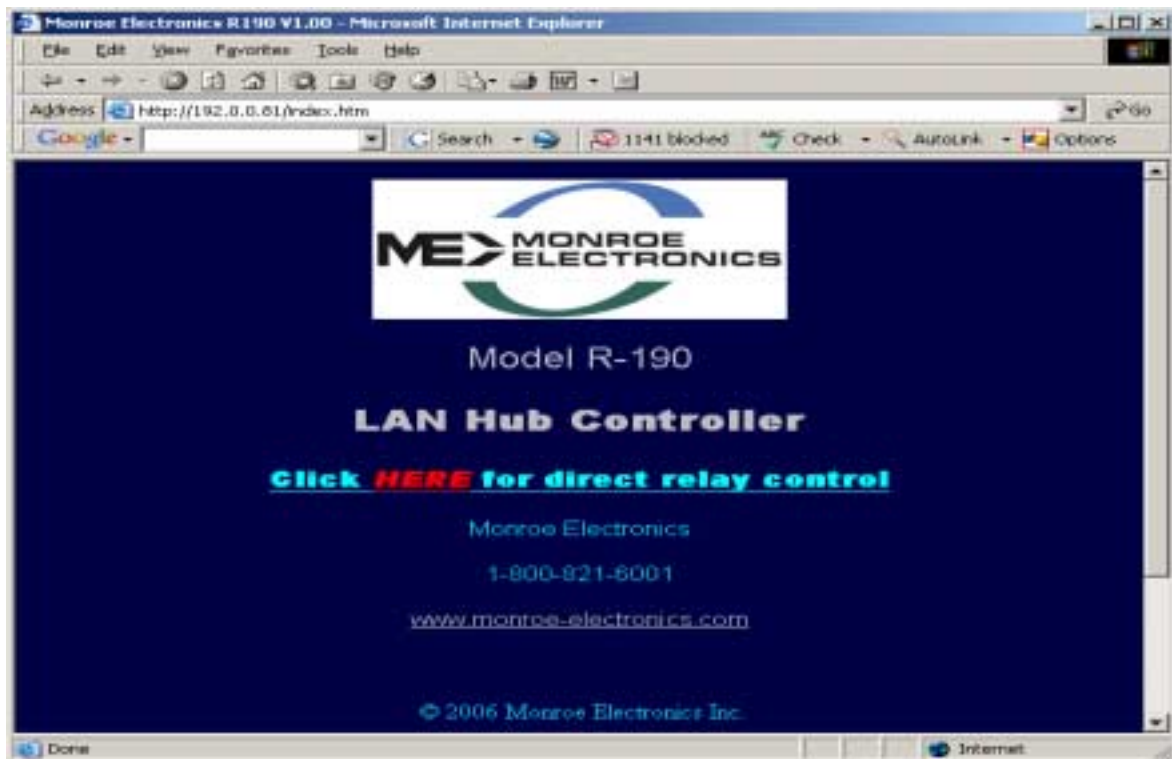 Monroe Electronics R190 V1.00 - Microsoft Internet Explorer
File Edit View Favorites Tools Help
Address http://192.0.0.81/index.htm Go
Google Search 1141 blocked Check AutoLink Options
ME MONROE
ELECTRONICS
Model R-190
LAN Hub Controller
Click HERE for direct relay control
Monroe Electronics
1-800-821-6001
www.monroe-electronics.com
© 2006 Monroe Electronics Inc.
Done Internet